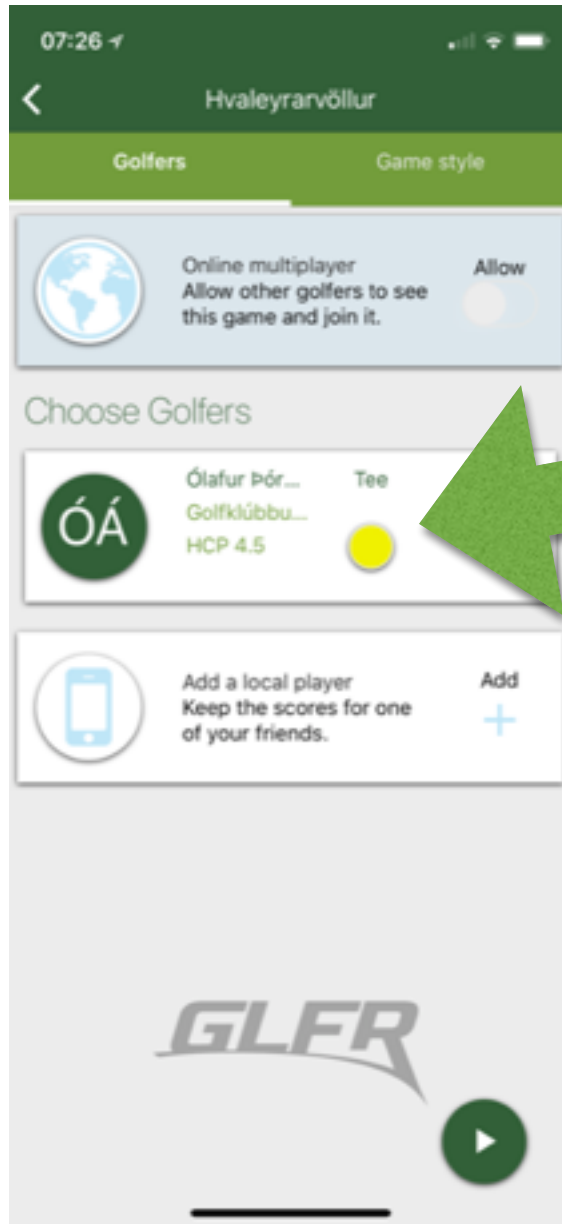 07:26
Hvaleyrarvöllur
Golfers Game style
Online multiplayer
Allow other golfers to see
this game and join it.
Allow
Choose Golfers
ÓÁ
Ólafur Þór...
Golfklúbbu...
HCP 4.5
Tee
Add a local player
Keep the scores for one
of your friends.
Add
GLFR